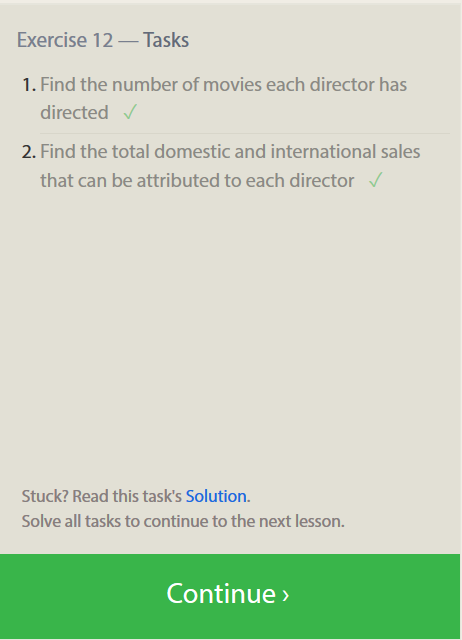 Exercise 12 — Tasks
1. Find the number of movies each director has
directed ✓
2. Find the total domestic and international sales
that can be attributed to each director ✓
Stuck? Read this task's Solution.
Solve all tasks to continue to the next lesson.
Continue ›